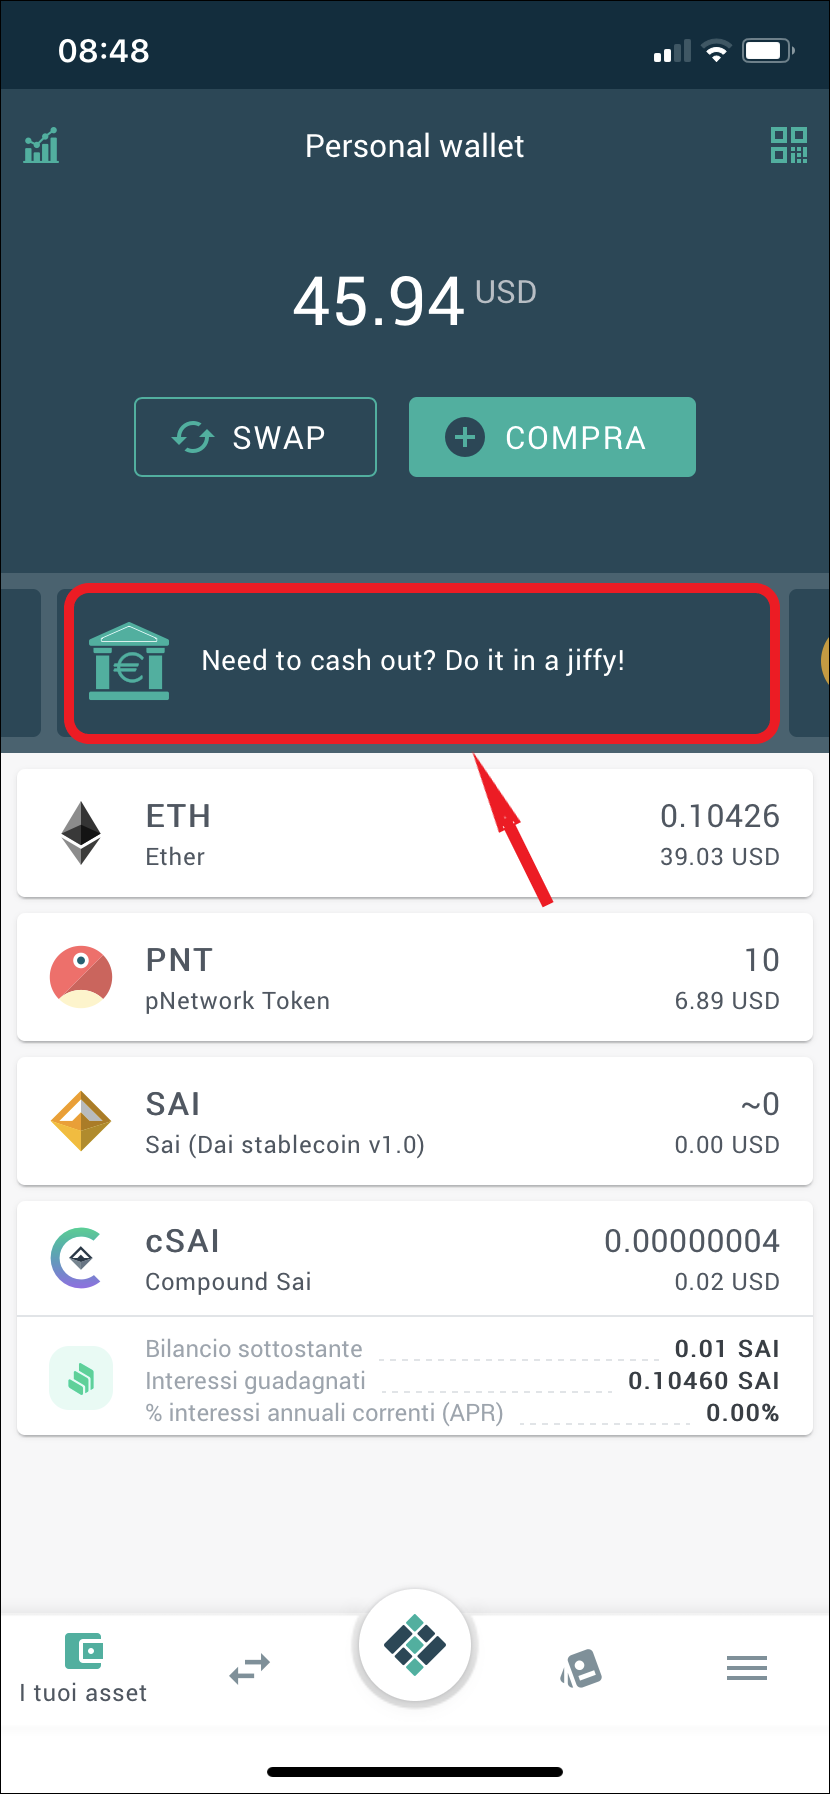 08:48
Personal wallet
45.94 USD
SWAP
COMPRA
€ Need to cash out? Do it in a jiffy!
ETH 0.10426
Ether 39.03 USD
PNT 10
pNetwork Token 6.89 USD
SAI ~0
Sai (Dai stablecoin v1.0) 0.00 USD
cSAI 0.00000004
Compound Sai 0.02 USD
Bilancio sottostante 0.01 SAI
Interessi guadagnati 0.10460 SAI
% interessi annuali correnti (APR) 0.00%
I tuoi asset